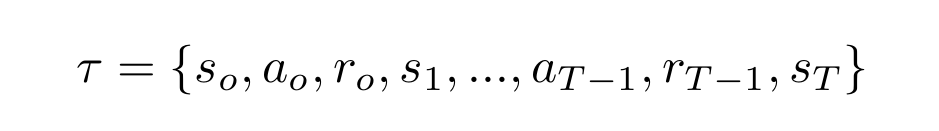 τ = {s_o, a_o, r_o, s_1, ..., a_{T-1}, r_{T-1}, s_T}